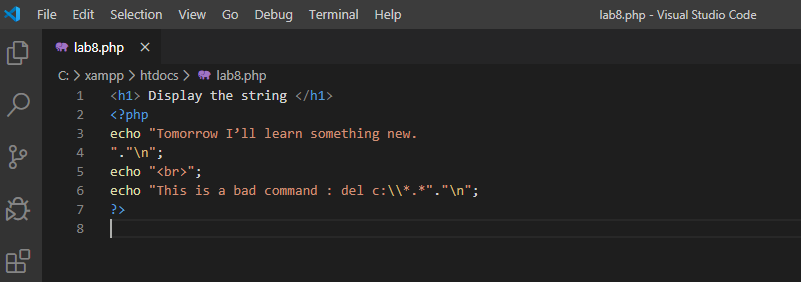 File Edit Selection View Go Debug Terminal Help lab8.php - Visual Studio Code
lab8.php ×
C: > xampp > htdocs > lab8.php
1 <h1> Display the string </h1>
2 <?php
3 echo "Tomorrow I’ll learn something new.
4 "."\n";
5 echo "<br>";
6 echo "This is a bad command : del c:\\*.*"."\n";
7 ?>
8